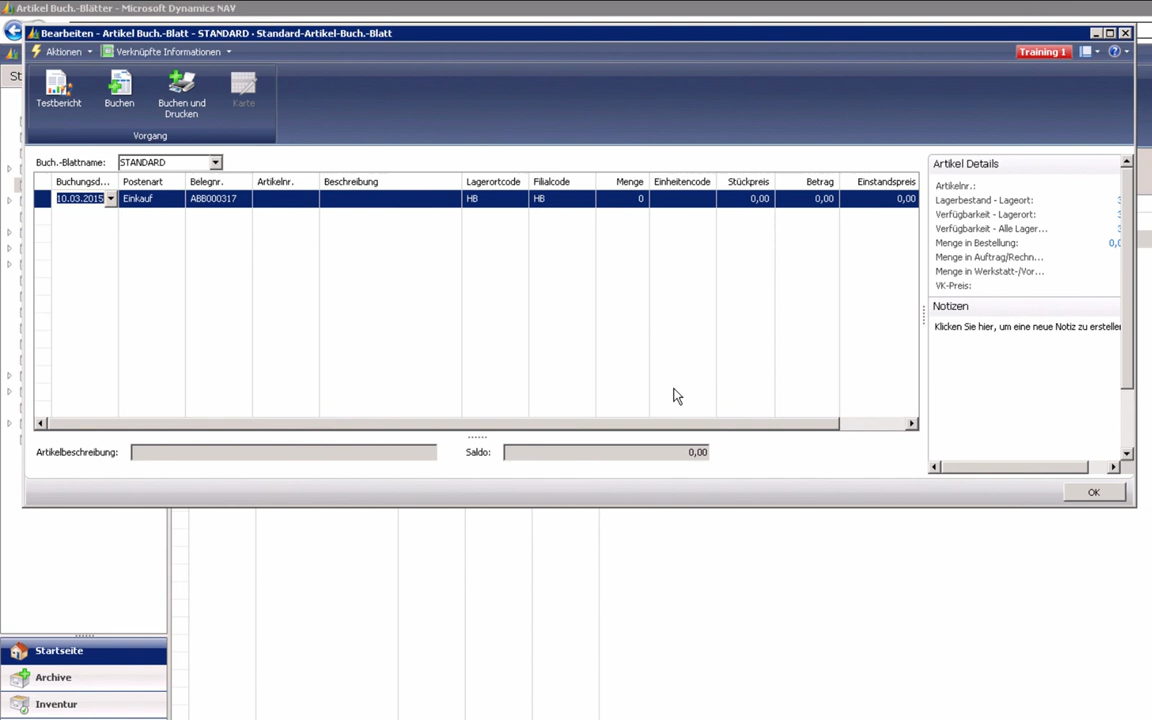 Artikel Buch.-Blätter - Microsoft Dynamics NAV
Bearbeiten - Artikel Buch.-Blatt - STANDARD · Standard-Artikel-Buch.-Blatt
Aktionen Verknüpfte Informationen Training 1
St
Testbericht Buchen Buchen und Drucken Karte
Vorgang
Buch.-Blattname: STANDARD
Buchungsd... Postenart Belegnr. Artikelnr. Beschreibung Lagerortcode Filialcode Menge Einheitencode Stückpreis Betrag Einstandspreis
10.03.2015 Einkauf ABB000317 HB HB 0 0,00 0,00 0,00
Artikelbeschreibung: Saldo: 0,00
Artikel Details
Artikelnr.:
Lagerbestand - Lageort:
Verfügbarkeit - Lagerort:
Verfügbarkeit - Alle Lager...
Menge in Bestellung: 0,0
Menge in Auftrag/Rechn...
Menge in Werkstatt-/Vor...
VK-Preis:
Notizen
Klicken Sie hier, um eine neue Notiz zu erstellen
OK
Startseite
Archive
Inventur